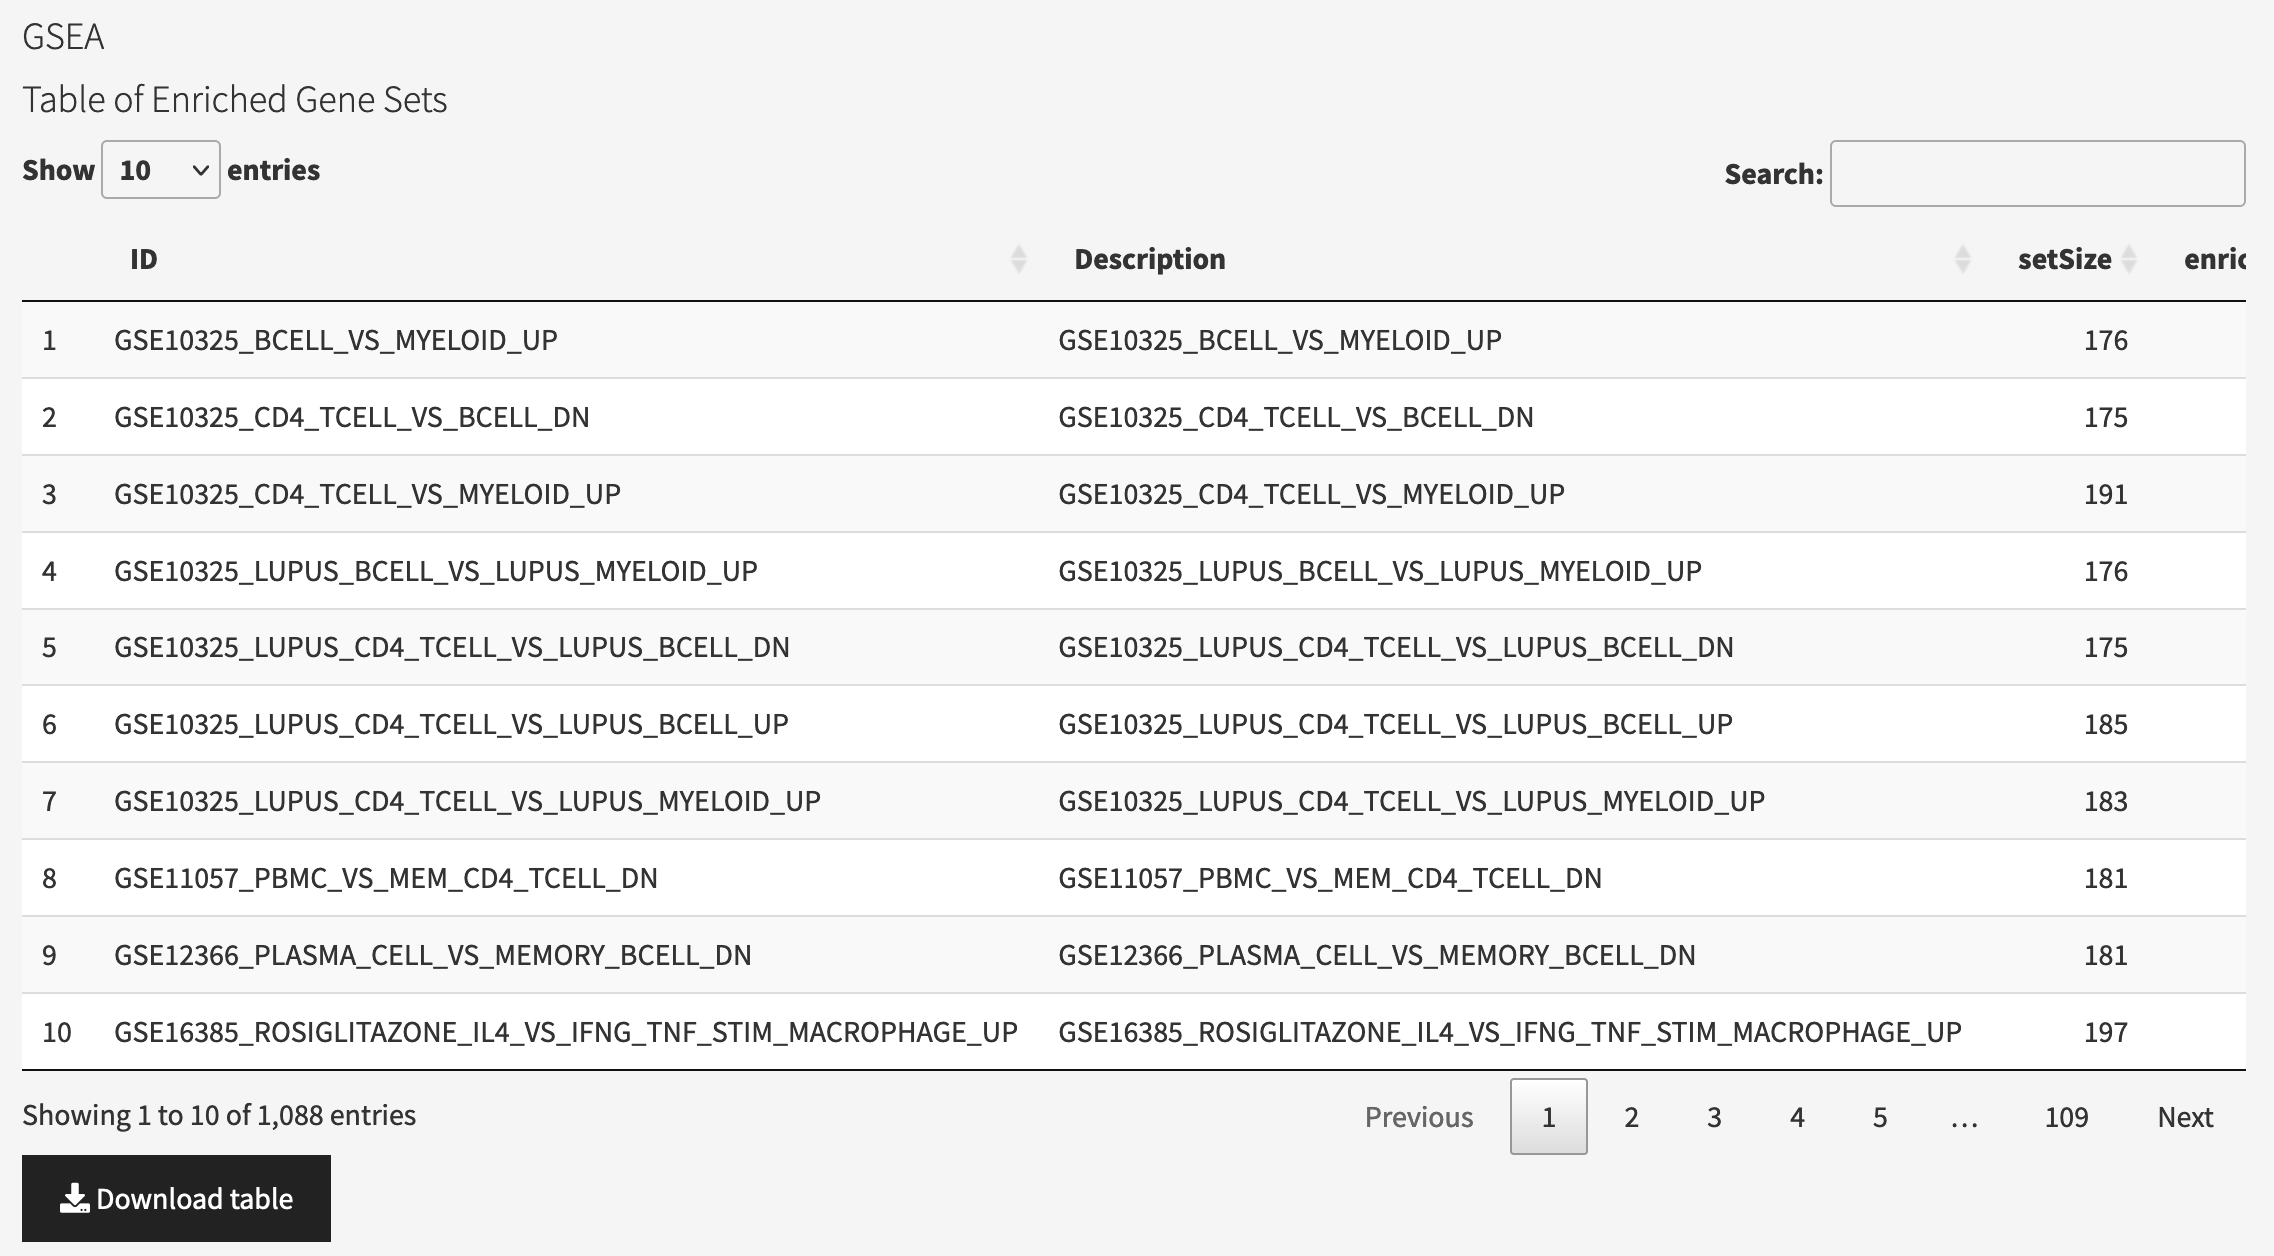 GSEA
Table of Enriched Gene Sets
Show 10 entries Search:
ID Description setSize enric
1 GSE10325_BCELL_VS_MYELOID_UP GSE10325_BCELL_VS_MYELOID_UP 176
2 GSE10325_CD4_TCELL_VS_BCELL_DN GSE10325_CD4_TCELL_VS_BCELL_DN 175
3 GSE10325_CD4_TCELL_VS_MYELOID_UP GSE10325_CD4_TCELL_VS_MYELOID_UP 191
4 GSE10325_LUPUS_BCELL_VS_LUPUS_MYELOID_UP GSE10325_LUPUS_BCELL_VS_LUPUS_MYELOID_UP 176
5 GSE10325_LUPUS_CD4_TCELL_VS_LUPUS_BCELL_DN GSE10325_LUPUS_CD4_TCELL_VS_LUPUS_BCELL_DN 175
6 GSE10325_LUPUS_CD4_TCELL_VS_LUPUS_BCELL_UP GSE10325_LUPUS_CD4_TCELL_VS_LUPUS_BCELL_UP 185
7 GSE10325_LUPUS_CD4_TCELL_VS_LUPUS_MYELOID_UP GSE10325_LUPUS_CD4_TCELL_VS_LUPUS_MYELOID_UP 183
8 GSE11057_PBMC_VS_MEM_CD4_TCELL_DN GSE11057_PBMC_VS_MEM_CD4_TCELL_DN 181
9 GSE12366_PLASMA_CELL_VS_MEMORY_BCELL_DN GSE12366_PLASMA_CELL_VS_MEMORY_BCELL_DN 181
10 GSE16385_ROSIGLITAZONE_IL4_VS_IFNG_TNF_STIM_MACROPHAGE_UP GSE16385_ROSIGLITAZONE_IL4_VS_IFNG_TNF_STIM_MACROPHAGE_UP 197
Showing 1 to 10 of 1,088 entries Previous 1 2 3 4 5 … 109 Next
Download table